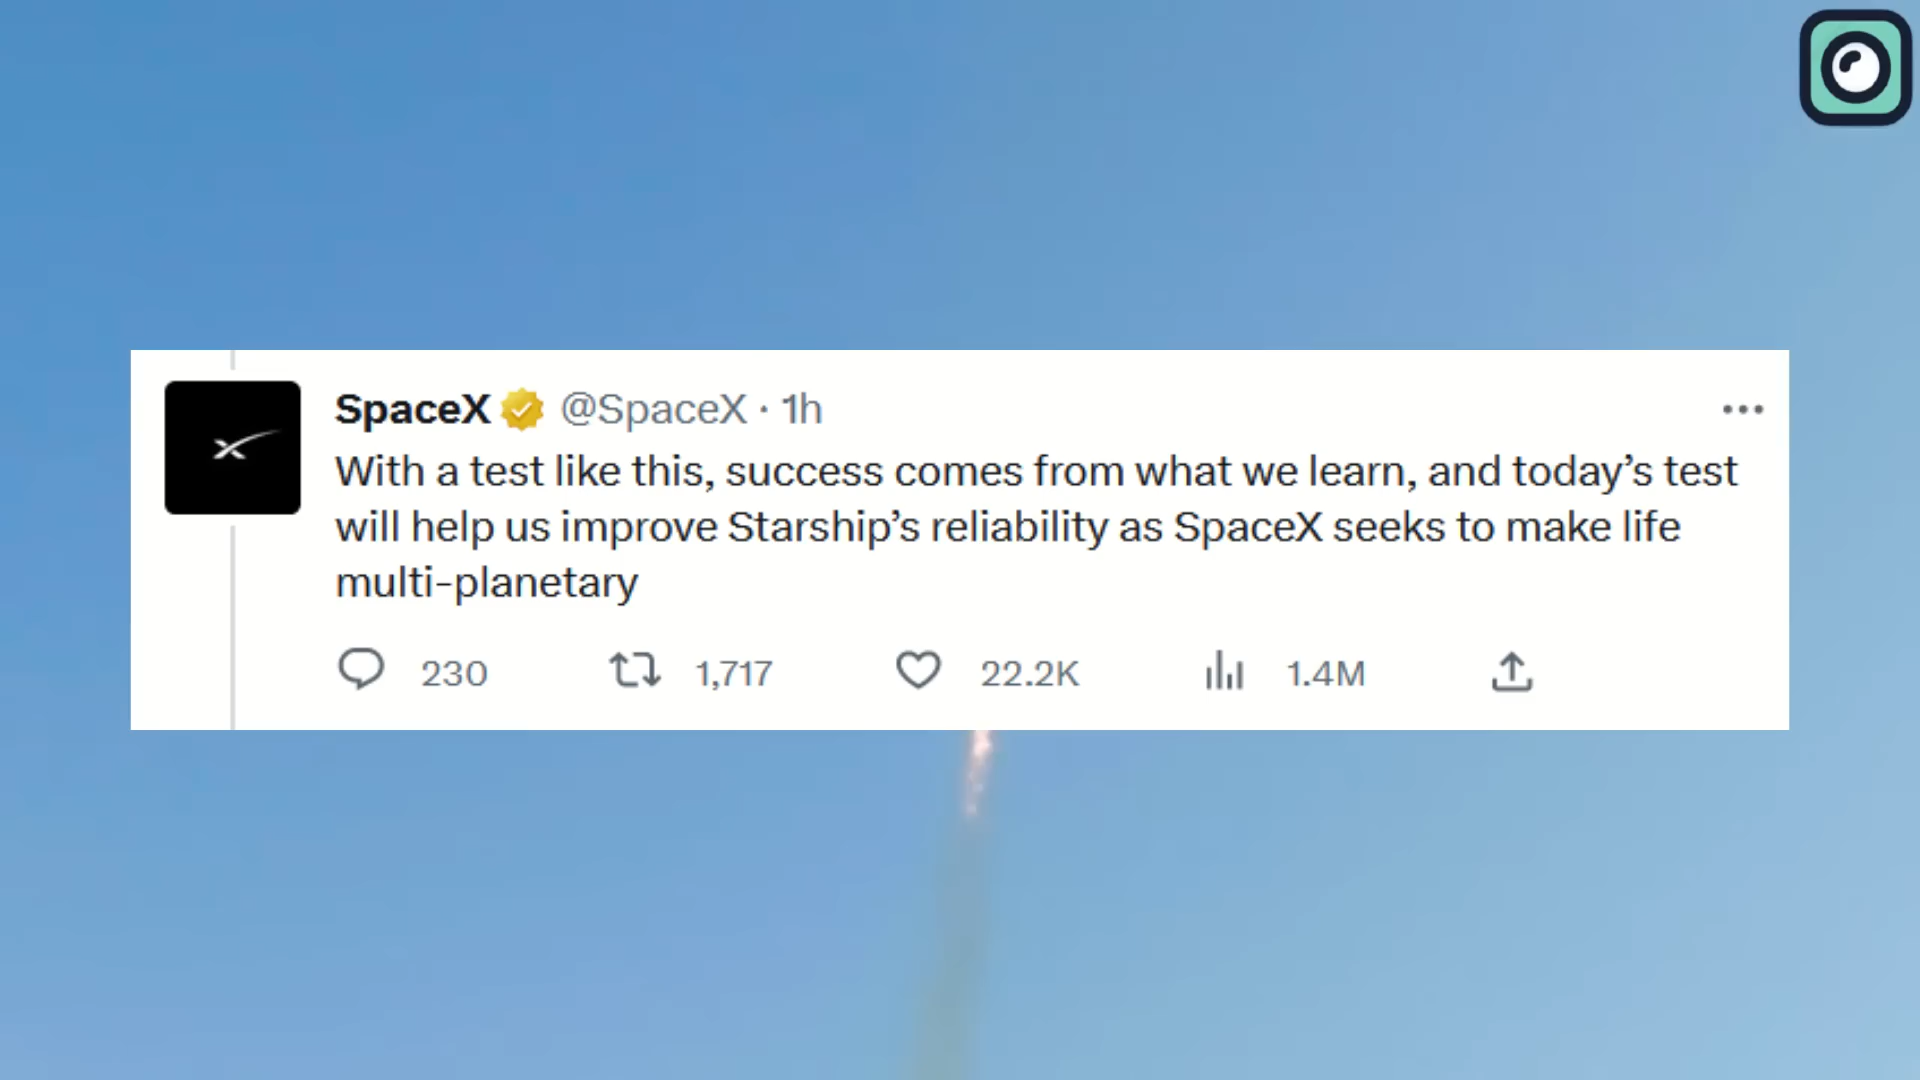 SpaceX @SpaceX · 1h
With a test like this, success comes from what we learn, and today’s test
will help us improve Starship’s reliability as SpaceX seeks to make life
multi-planetary
230 1,717 22.2K 1.4M